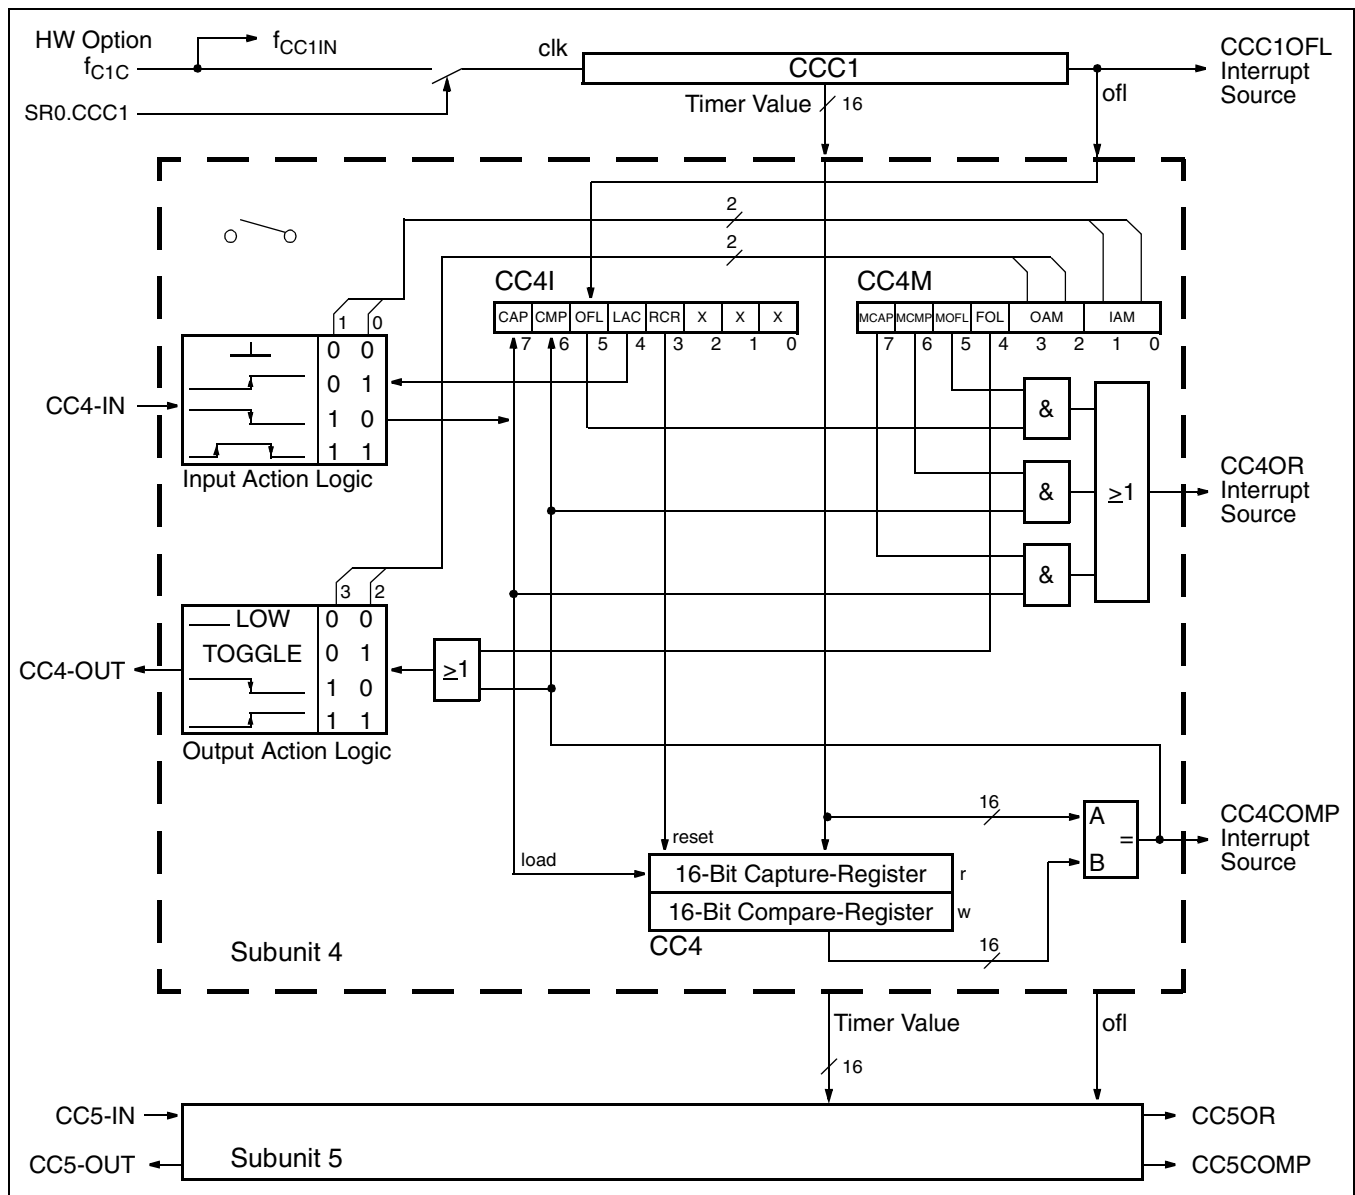 HW Option
fC1C
fCC1IN
SR0.CCC1
clk
CCC1
Timer Value
16
ofl
CCC1OFL
Interrupt
Source
2
2
CC4I
CAP CMP OFL LAC RCR X X X
7 6 5 4 3 2 1 0
CC4M
MCAP MCMP MOFL FOL OAM IAM
7 6 5 4 3 2 1 0
1 0
0 0
0 1
1 0
1 1
CC4-IN
Input Action Logic
&
&
&
≥1
CC4OR
Interrupt
Source
3 2
LOW 0 0
TOGGLE 0 1
1 0
1 1
CC4-OUT
Output Action Logic
≥1
load
reset
16-Bit Capture-Register r
16-Bit Compare-Register w
CC4
16
16
A
=
B
CC4COMP
Interrupt
Source
Subunit 4
Timer Value
16
ofl
CC5-IN
CC5-OUT
Subunit 5
CC5OR
CC5COMP